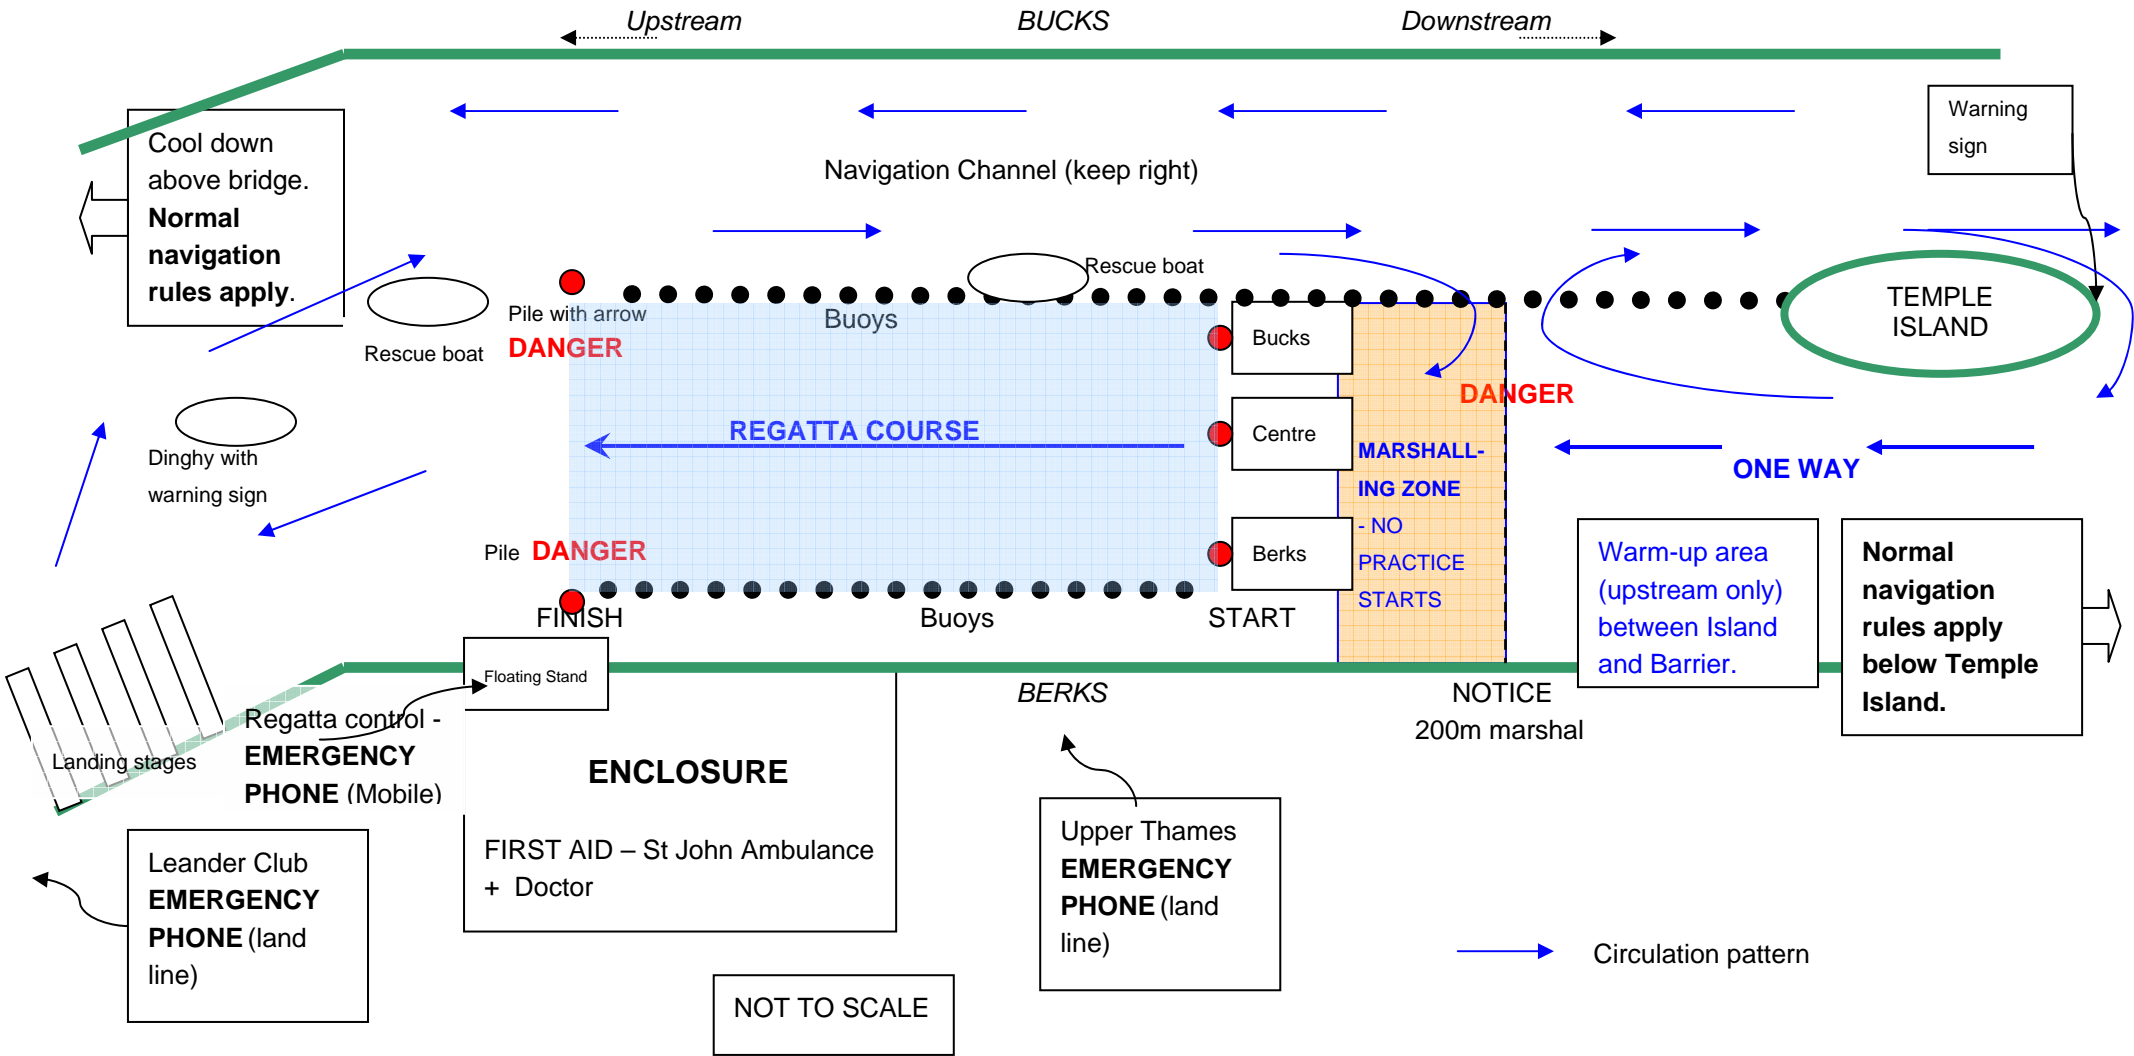 Upstream
BUCKS
Downstream
Warning
sign
Cool down
above bridge.
Normal
navigation
rules apply.
Navigation Channel (keep right)
Rescue boat
Pile with arrow
DANGER
Buoys
Rescue boat
Bucks
TEMPLE
ISLAND
DANGER
REGATTA COURSE
Centre
MARSHALL-
ING ZONE
- NO
PRACTICE
STARTS
ONE WAY
Dinghy with
warning sign
Pile DANGER
Berks
Warm-up area
(upstream only)
between Island
and Barrier.
Normal
navigation
rules apply
below Temple
Island.
FINISH
Buoys
START
Floating Stand
BERKS
NOTICE
200m marshal
Landing stages
Regatta control -
EMERGENCY
PHONE (Mobile)
ENCLOSURE
FIRST AID – St John Ambulance
+ Doctor
Leander Club
EMERGENCY
PHONE (land
line)
Upper Thames
EMERGENCY
PHONE (land
line)
Circulation pattern
NOT TO SCALE